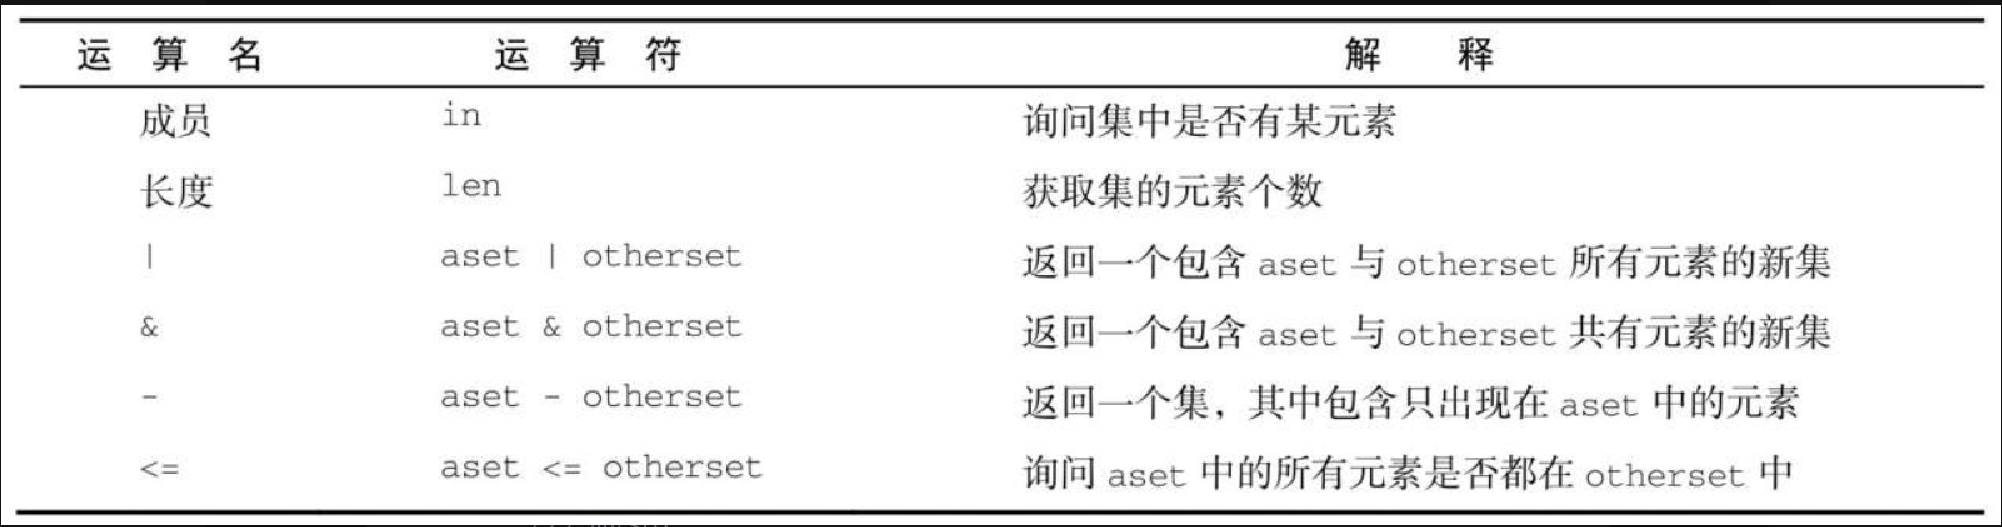 运 算 名 运 算 符 解 释
成员 in 询问集中是否有某元素
长度 len 获取集的元素个数
| aset | otherset 返回一个包含 aset 与 otherset 所有元素的新集
& aset & otherset 返回一个包含 aset 与 otherset 共有元素的新集
- aset - otherset 返回一个集，其中包含只出现在 aset 中的元素
<= aset <= otherset 询问 aset 中的所有元素是否都在 otherset 中